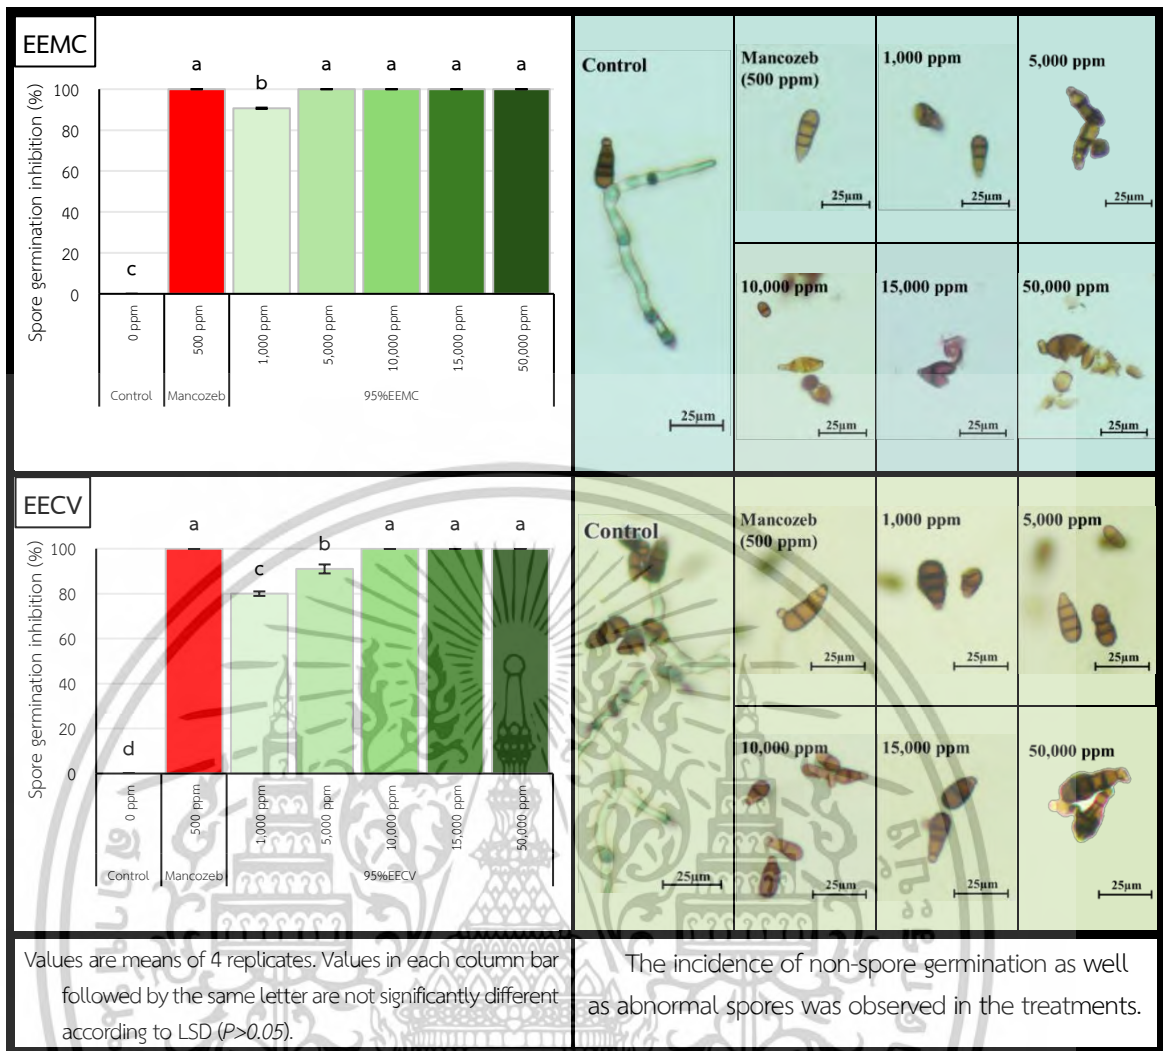 EEMC
Spore germination inhibition (%)
100
80
60
40
20
0
c
a
b
a
a
a
a
0 ppm
500 ppm
1,000 ppm
5,000 ppm
10,000 ppm
15,000 ppm
50,000 ppm
Control
Mancozeb
95%EEMC
Control
25µm
Mancozeb
(500 ppm)
25µm
1,000 ppm
25µm
5,000 ppm
25µm
10,000 ppm
25µm
15,000 ppm
25µm
50,000 ppm
25µm
EECV
Spore germination inhibition (%)
100
80
60
40
20
0
d
a
c
b
a
a
a
0 ppm
500 ppm
1,000 ppm
5,000 ppm
10,000 ppm
15,000 ppm
50,000 ppm
Control
Mancozeb
95%EECV
Control
25µm
Mancozeb
(500 ppm)
25µm
1,000 ppm
25µm
5,000 ppm
25µm
10,000 ppm
25µm
15,000 ppm
25µm
50,000 ppm
25µm
Values are means of 4 replicates. Values in each column bar
followed by the same letter are not significantly different
according to LSD (P>0.05).
The incidence of non-spore germination as well
as abnormal spores was observed in the treatments.